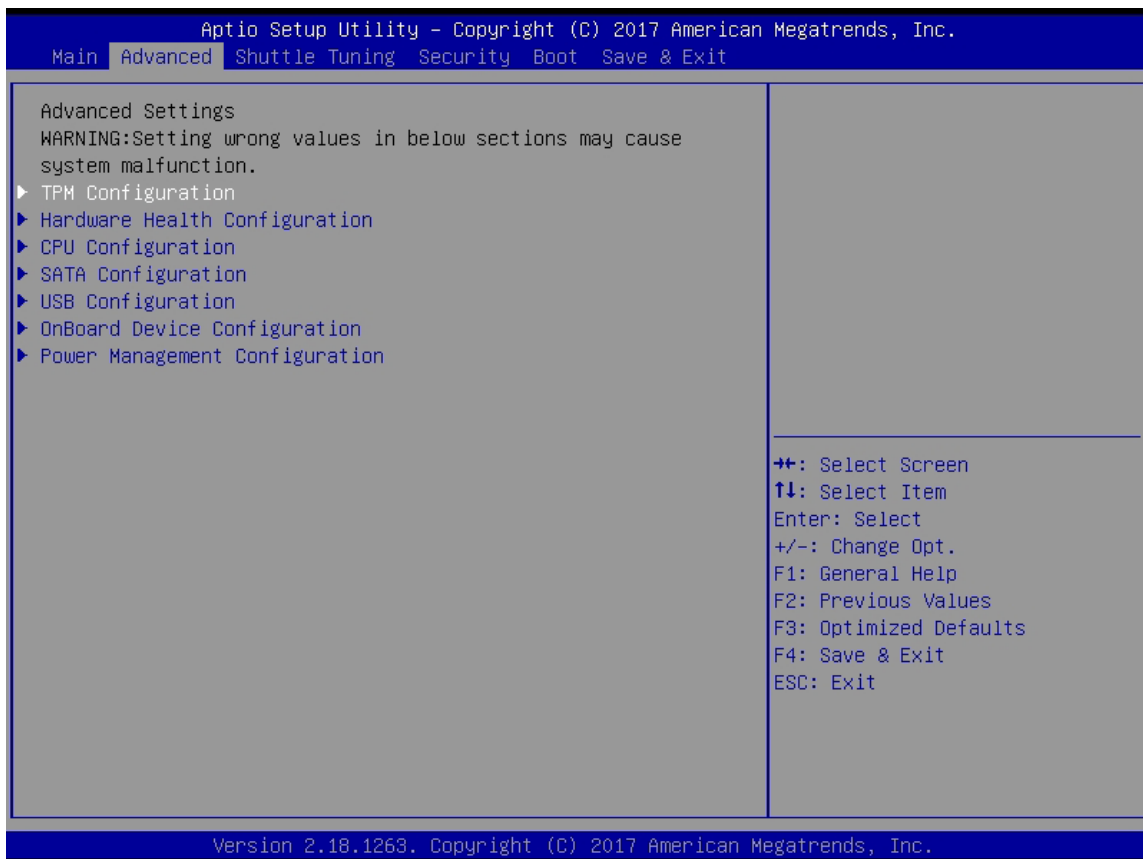 Aptio Setup Utility – Copyright (C) 2017 American Megatrends, Inc.
Main Advanced Shuttle Tuning Security Boot Save & Exit
Advanced Settings
WARNING:Setting wrong values in below sections may cause
system malfunction.
TPM Configuration
Hardware Health Configuration
CPU Configuration
SATA Configuration
USB Configuration
OnBoard Device Configuration
Power Management Configuration
→←: Select Screen
↑↓: Select Item
Enter: Select
+/-: Change Opt.
F1: General Help
F2: Previous Values
F3: Optimized Defaults
F4: Save & Exit
ESC: Exit
Version 2.18.1263. Copyright (C) 2017 American Megatrends, Inc.